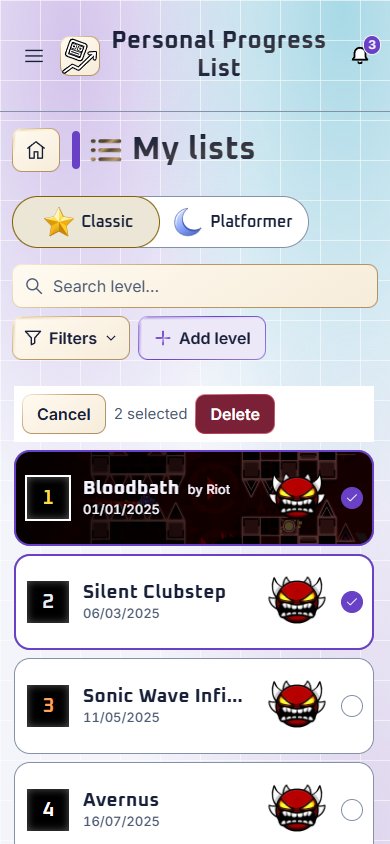 Personal Progress
List
3
My lists
Classic
Platformer
Search level...
Filters
Add level
Cancel
2 selected
Delete
1
Bloodbath by Riot
01/01/2025
2
Silent Clubstep
06/03/2025
3
Sonic Wave Infi...
11/05/2025
4
Avernus
16/07/2025